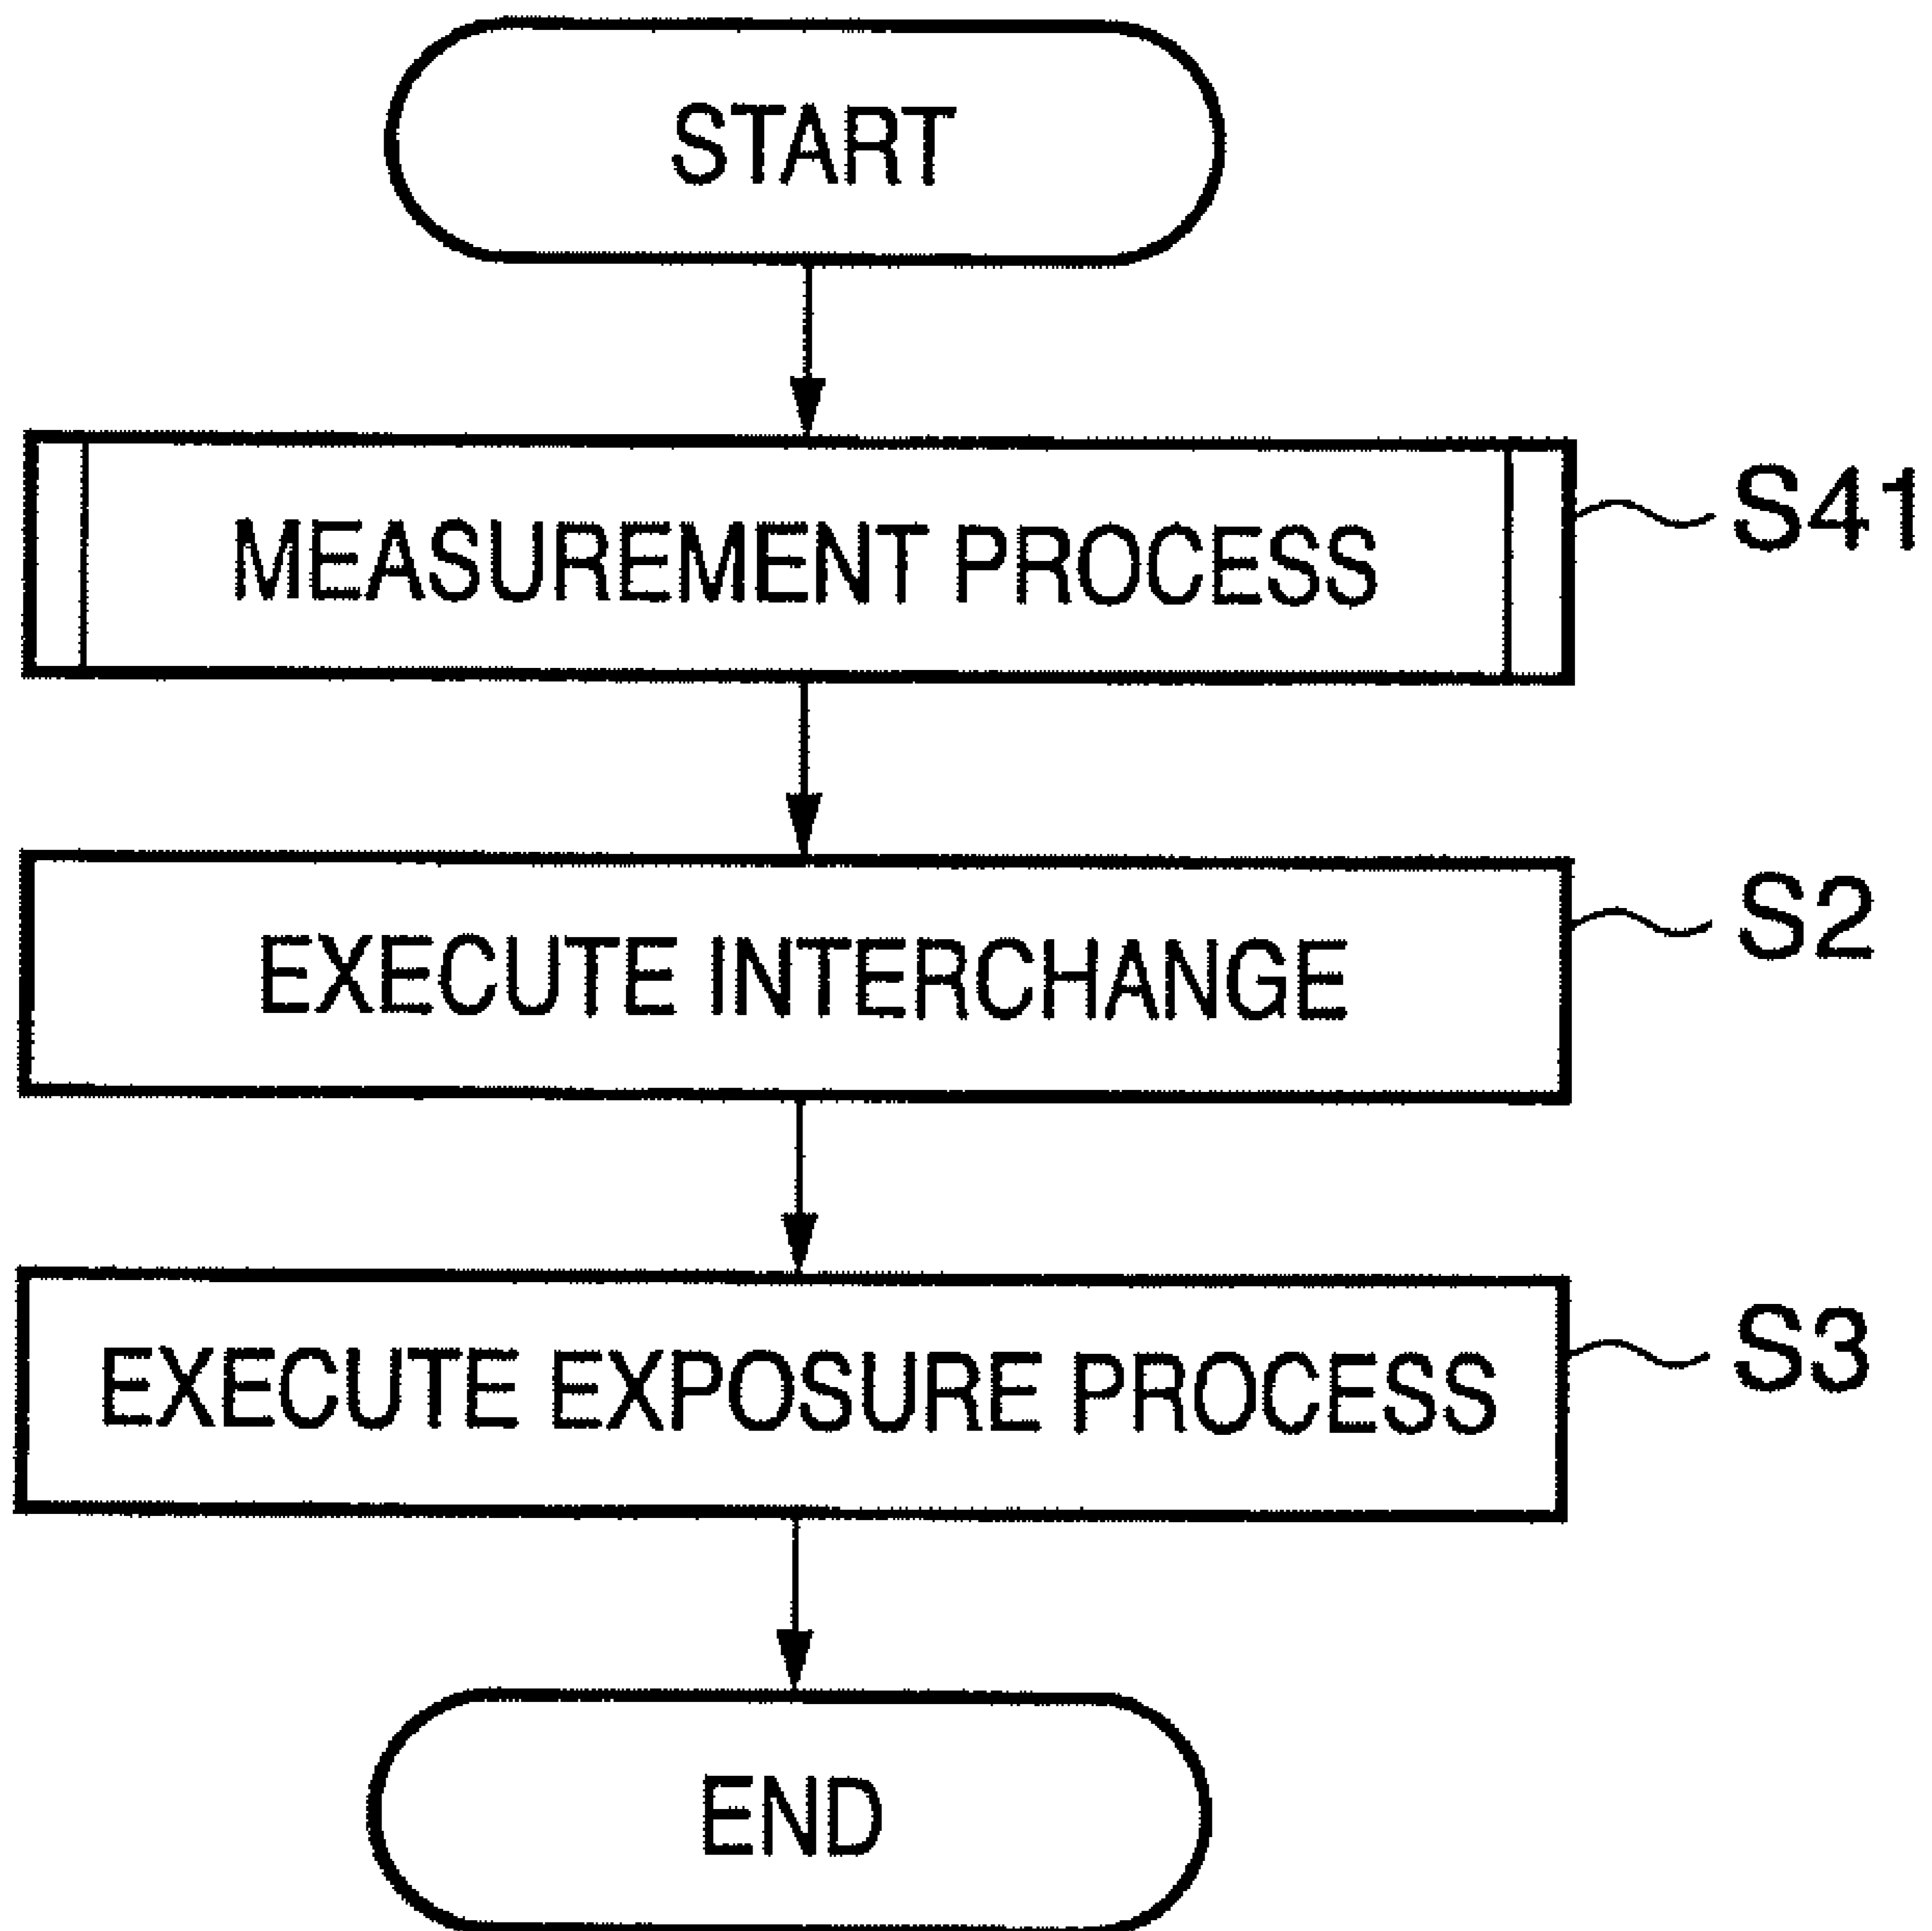 START
MEASUREMENT PROCESS
S41
EXECUTE INTERCHANGE
S2
EXECUTE EXPOSURE PROCESS
S3
END